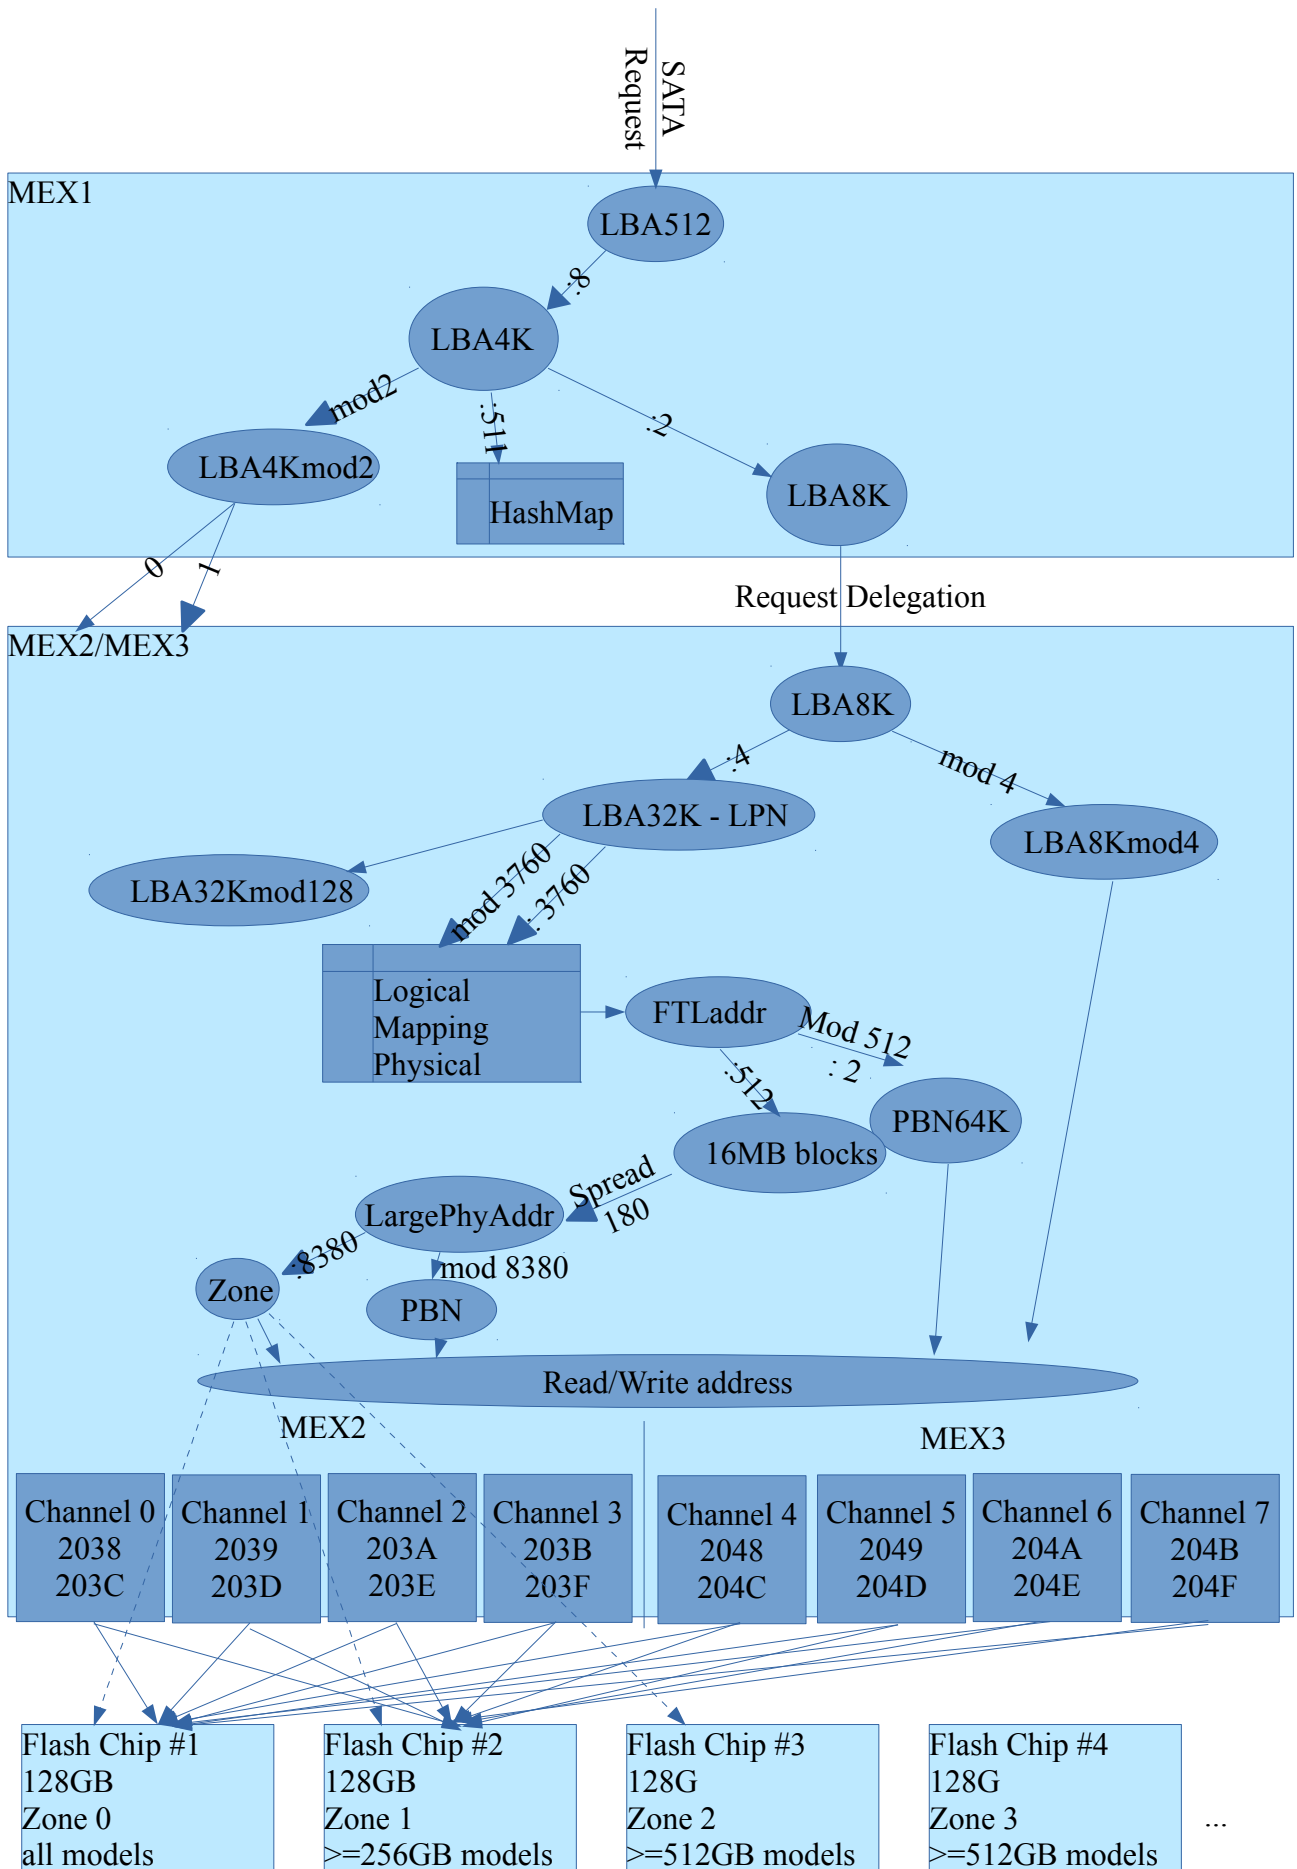 SATA
Request
MEX1
LBA512
:8
LBA4K
mod2
:511
:2
LBA4Kmod2
HashMap
LBA8K
0
1
Request Delegation
MEX2/MEX3
LBA8K
:4
mod 4
LBA32K - LPN
LBA8Kmod4
LBA32Kmod128
mod 3760
: 3760
Logical
Mapping
Physical
FTLaddr
Mod 512
: 2
:512
PBN64K
16MB blocks
Spread
180
LargePhyAddr
:8380
mod 8380
Zone
PBN
Read/Write address
MEX2
MEX3
Channel 0
2038
203C
Channel 1
2039
203D
Channel 2
203A
203E
Channel 3
203B
203F
Channel 4
2048
204C
Channel 5
2049
204D
Channel 6
204A
204E
Channel 7
204B
204F
Flash Chip #1
128GB
Zone 0
all models
Flash Chip #2
128GB
Zone 1
>=256GB models
Flash Chip #3
128G
Zone 2
>=512GB models
Flash Chip #4
128G
Zone 3
>=512GB models
...